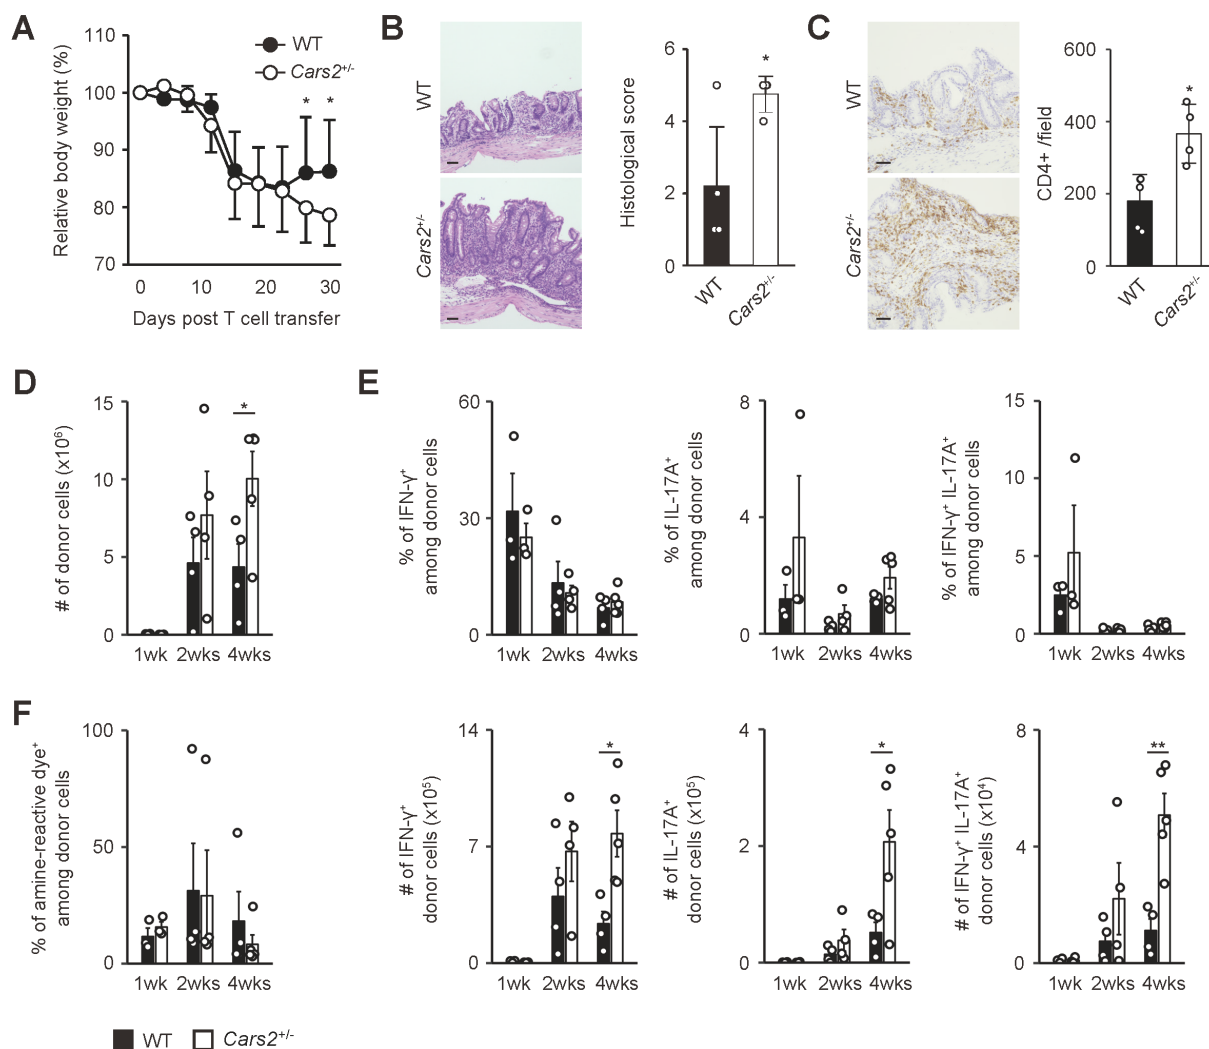 A
110
100
90
80
70
Relative body weight (%)
WT
Cars2+/-
* *
0 10 20 30
Days post T cell transfer
B
WT
Cars2+/-
Histological score
6
4
2
0
*
WT
Cars2+/-
C
WT
Cars2+/-
CD4+ /field
600
400
200
0
*
WT
Cars2+/-
D
# of donor cells (x10⁶)
15
10
5
0
*
1wk 2wks 4wks
E
% of IFN-γ⁺
among donor cells
60
30
0
1wk 2wks 4wks
% of IL-17A⁺
among donor cells
8
4
0
1wk 2wks 4wks
% of IFN-γ⁺ IL-17A⁺
among donor cells
15
10
5
0
1wk 2wks 4wks
F
% of amine-reactive dye⁺
among donor cells
100
50
0
1wk 2wks 4wks
# of IFN-γ⁺
donor cells (x10⁵)
14
7
0
*
1wk 2wks 4wks
# of IL-17A⁺
donor cells (x10⁵)
4
2
0
*
1wk 2wks 4wks
# of IFN-γ⁺ IL-17A⁺
donor cells (x10⁴)
8
4
0
**
1wk 2wks 4wks
WT
Cars2+/-